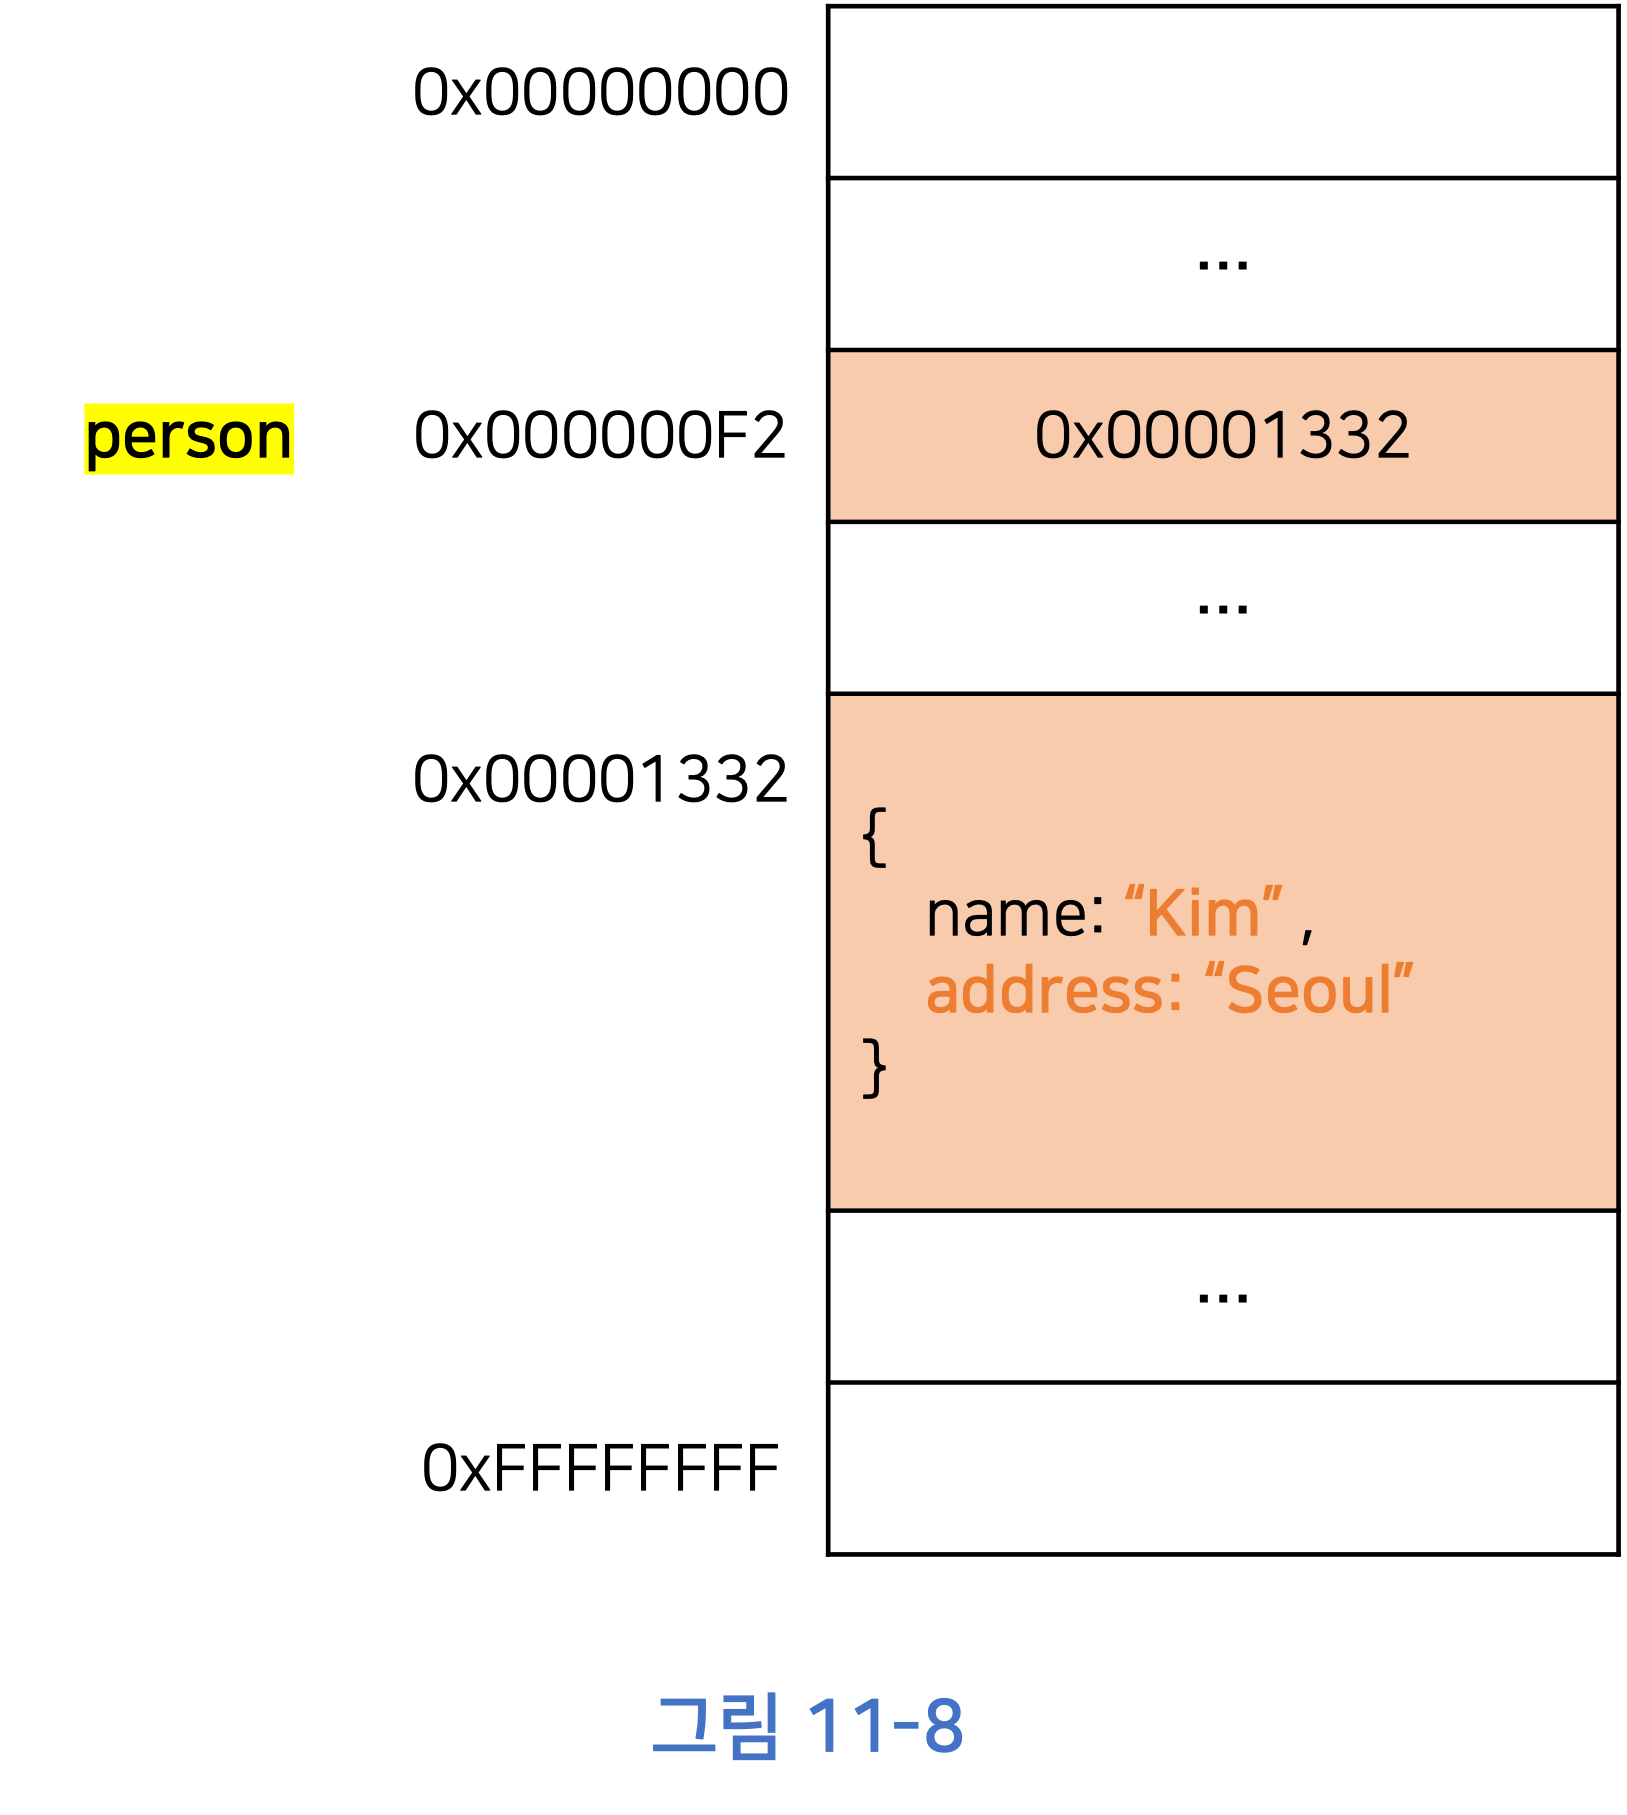 0x00000000
...
person 0x000000F2 0x00001332
...
0x00001332
{
name: “Kim” ,
address: “Seoul”
}
...
0xFFFFFFFF
그림 11-8